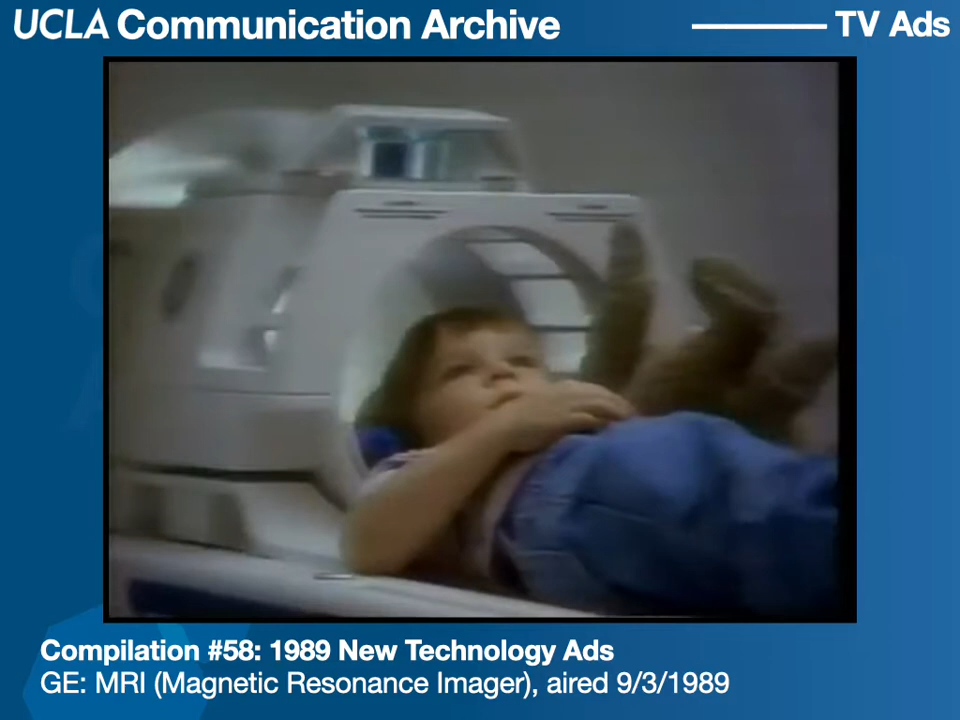 UCLA Communication Archive
TV Ads
Compilation #58: 1989 New Technology Ads
GE: MRI (Magnetic Resonance Imager), aired 9/3/1989